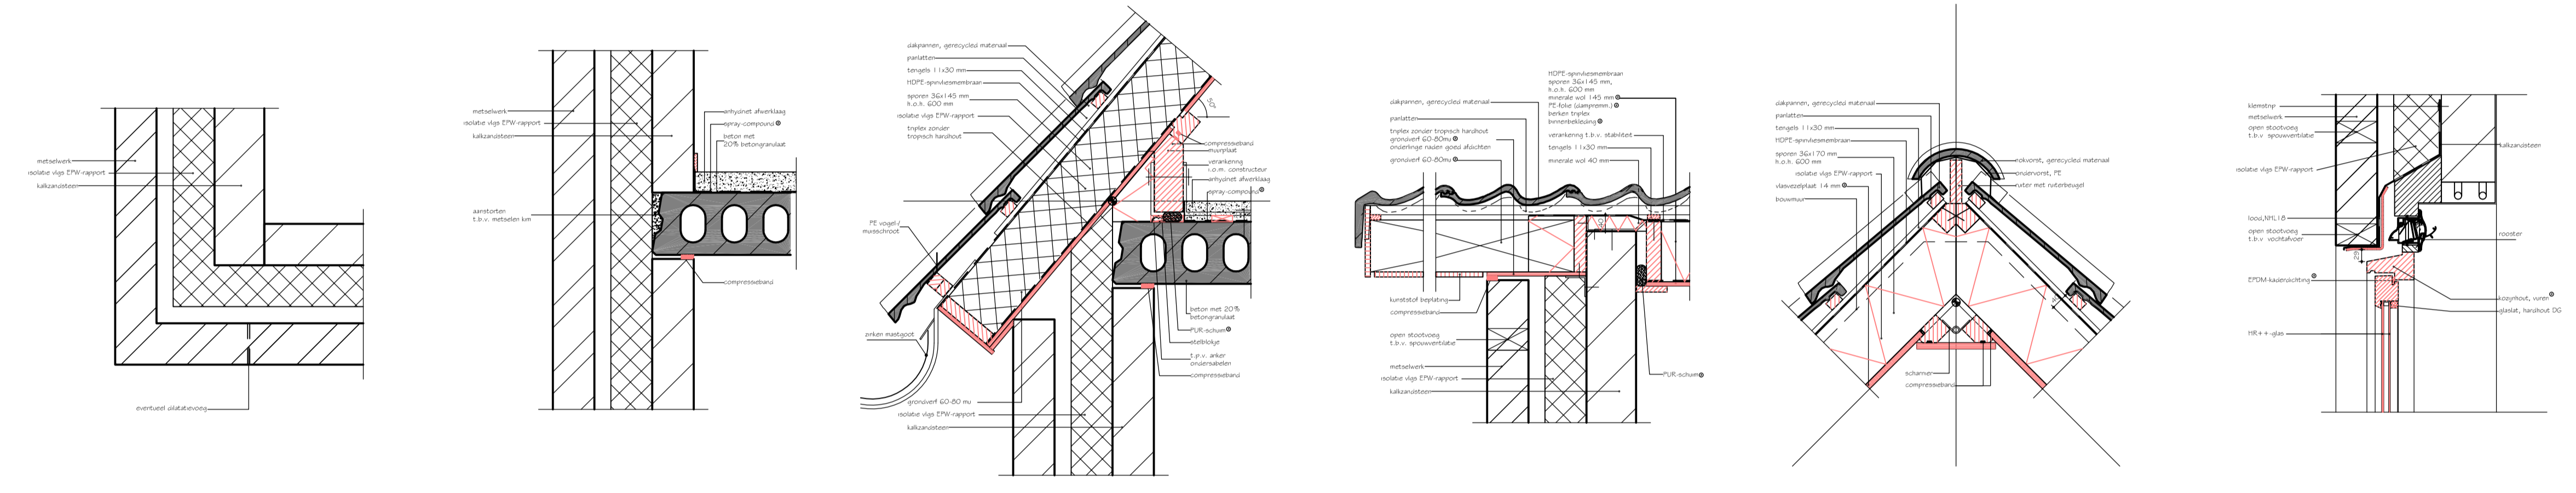 metselwerk
isolatie vlgs EPW-rapport
kalkzandsteen
eventueel dilatatievoeg
metselwerk
isolatie vlgs EPW-rapport
kalkzandsteen
aanstorten
t.b.v. metselen kim
anhydriet afwerklaag
spray-compound
beton met
20% betongranulaat
compressieband
dakpannen, gerecycled materiaal
panlatten
tengels 11x30 mm
HDPE-spinvliesmembraan
sporen 36x145 mm
h.o.h. 600 mm
isolatie vlgs EPW-rapport
triplex zonder
tropisch hardhout
50°
compressieband
muurplaat
verankering
i.o.m. constructeur
anhydriet afwerklaag
spray-compound
PE vogel-/
muisschroot
zinken mastgoot
beton met 20%
betongranulaat
PUR-schuim
stelblokje
t.p.v. anker
ondersabelen
compressieband
grondverf 60-80 mu
isolatie vlgs EPW-rapport
kalkzandsteen
HDPE-spinvliesmembraan
sporen 36x145 mm,
h.o.h. 600 mm
minerale wol 145 mm
PE-folie (dampremm.)
berken triplex
binnenbekleding
dakpannen, gerecycled materiaal
panlatten
triplex zonder tropisch hardhout
grondverf 60-80mu
onderlinge naden goed afdichten
grondverf 60-80mu
verankering t.b.v. stabiliteit
tengels 11x30 mm
minerale wol 40 mm
kunststof beplating
compressieband
open stootvoeg
t.b.v. spouwventilatie
metselwerk
isolatie vlgs EPW-rapport
kalkzandsteen
PUR-schuim
dakpannen, gerecycled materiaal
panlatten
tengels 11x30 mm
HDPE-spinvliesmembraan
sporen 36x170 mm
h.o.h. 600 mm
isolatie vlgs EPW-rapport
vlasvezelplaat 14 mm
bouwmuur
nokvorst, gerecycled materiaal
ondervorst, PE
ruiter met ruiterbeugel
scharnier
compressieband
klemstrip
metselwerk
open stootvoeg
t.b.v. spouwventilatie
isolatie vlgs EPW-rapport
kalkzandsteen
lood,NHL18
open stootvoeg
t.b.v. vochtafvoer
rooster
29
EPDM-kaderdichting
kozijnhout, vuren
glaslat, hardhout DG
HR++-glas